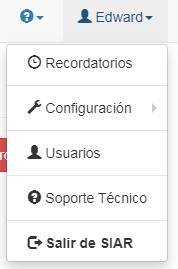 Edward
Recordatorios
Configuración
Usuarios
Soporte Técnico
Salir de SIAR